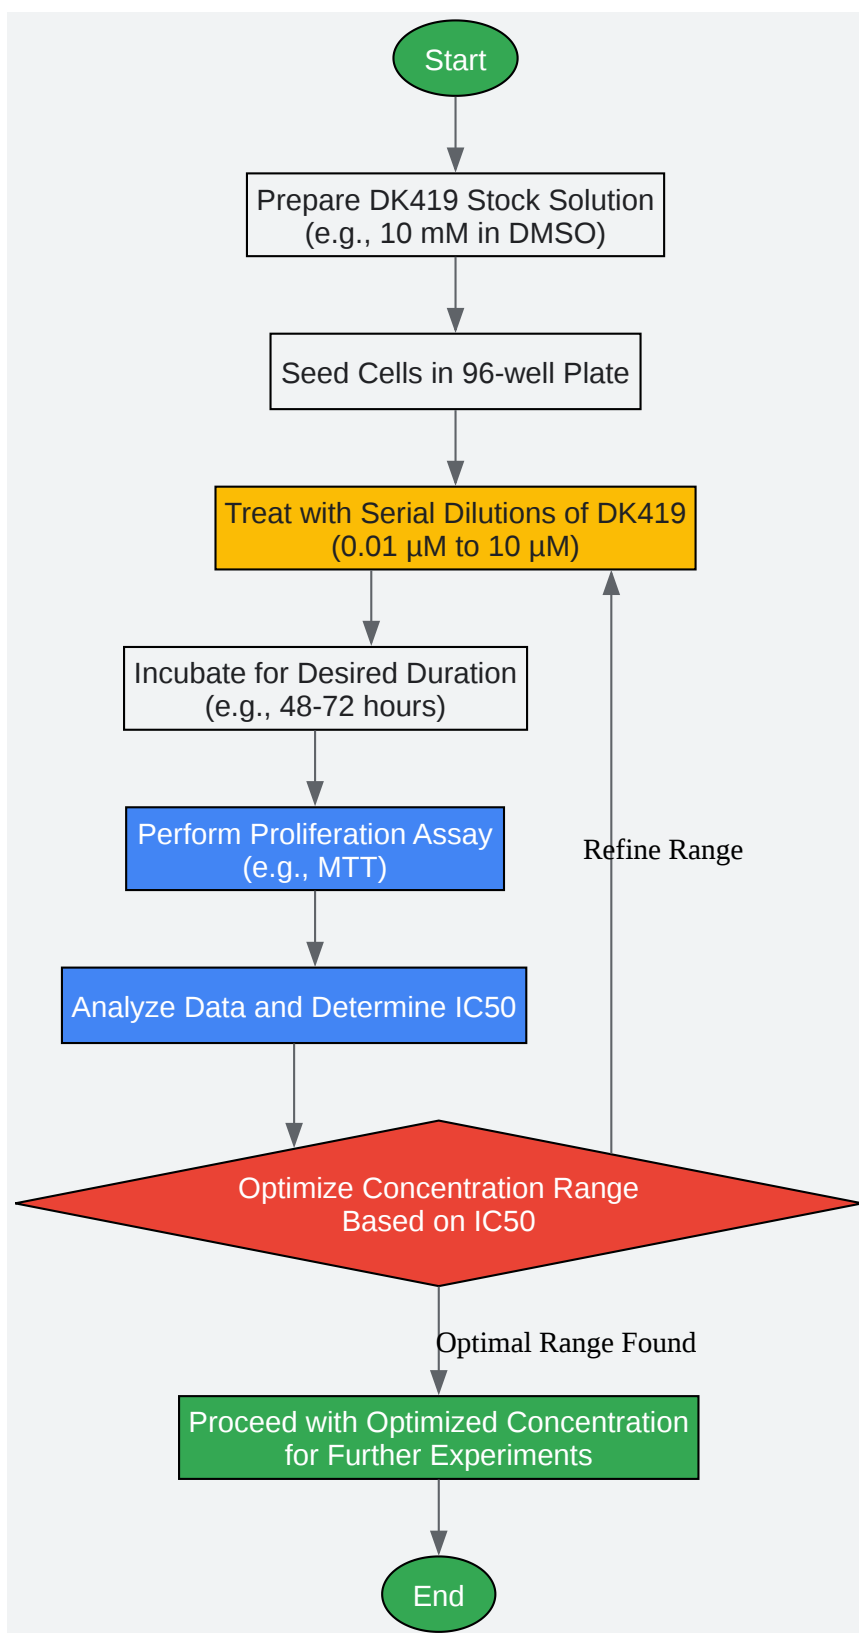 Start
Prepare DK419 Stock Solution
(e.g., 10 mM in DMSO)
Seed Cells in 96-well Plate
Treat with Serial Dilutions of DK419
(0.01 µM to 10 µM)
Incubate for Desired Duration
(e.g., 48-72 hours)
Perform Proliferation Assay
(e.g., MTT)
Refine Range
Analyze Data and Determine IC50
Optimize Concentration Range
Based on IC50
Optimal Range Found
Proceed with Optimized Concentration
for Further Experiments
End